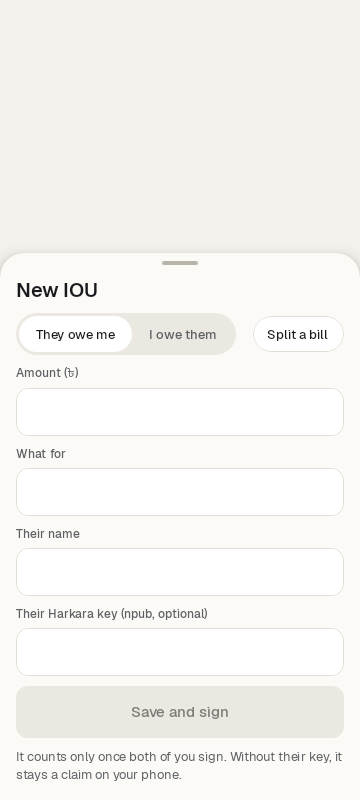 New IOU
They owe me
I owe them
Split a bill
Amount (৳)
What for
Their name
Their Harkara key (npub, optional)
Save and sign
It counts only once both of you sign. Without their key, it
stays a claim on your phone.